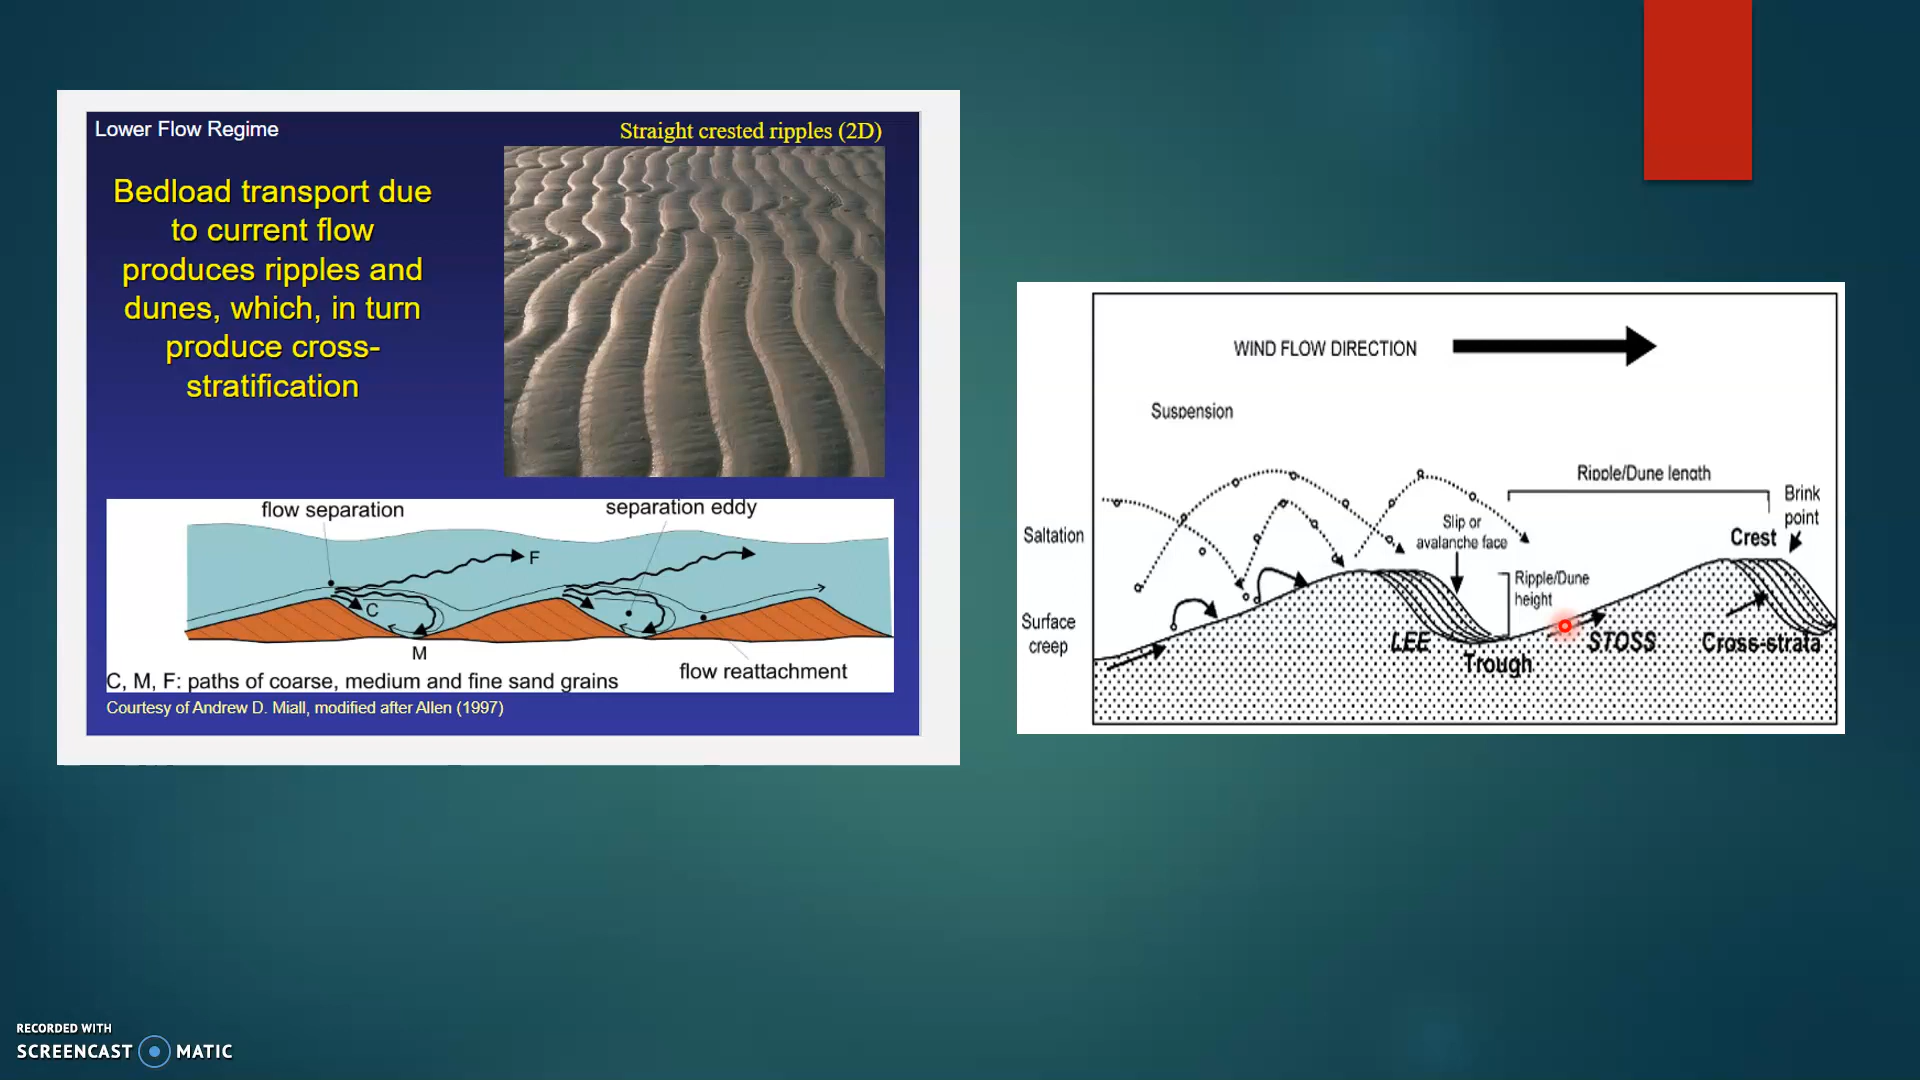 Lower Flow Regime
Straight crested ripples (2D)
Bedload transport due
to current flow
produces ripples and
dunes, which, in turn
produce cross-
stratification
flow separation
separation eddy
F
C
M
flow reattachment
C, M, F: paths of coarse, medium and fine sand grains
Courtesy of Andrew D. Miall, modified after Allen (1997)
WIND FLOW DIRECTION
Suspension
Ripple/Dune length
Brink
point
Crest
Saltation
Slip or
avalanche face
Ripple/Dune
height
Surface
creep
LEE
Trough
STOSS
Cross-strata
RECORDED WITH
SCREENCAST MATIC